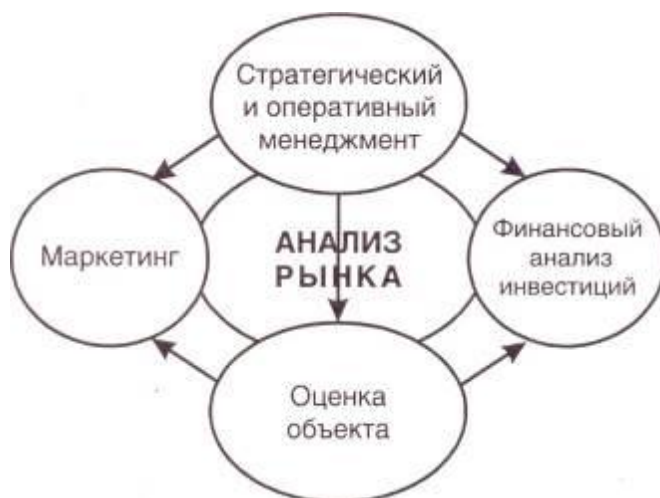 Стратегический
и оперативный
менеджмент
Маркетинг
АНАЛИЗ
РЫНКА
Финансовый
анализ
инвестиций
Оценка
объекта